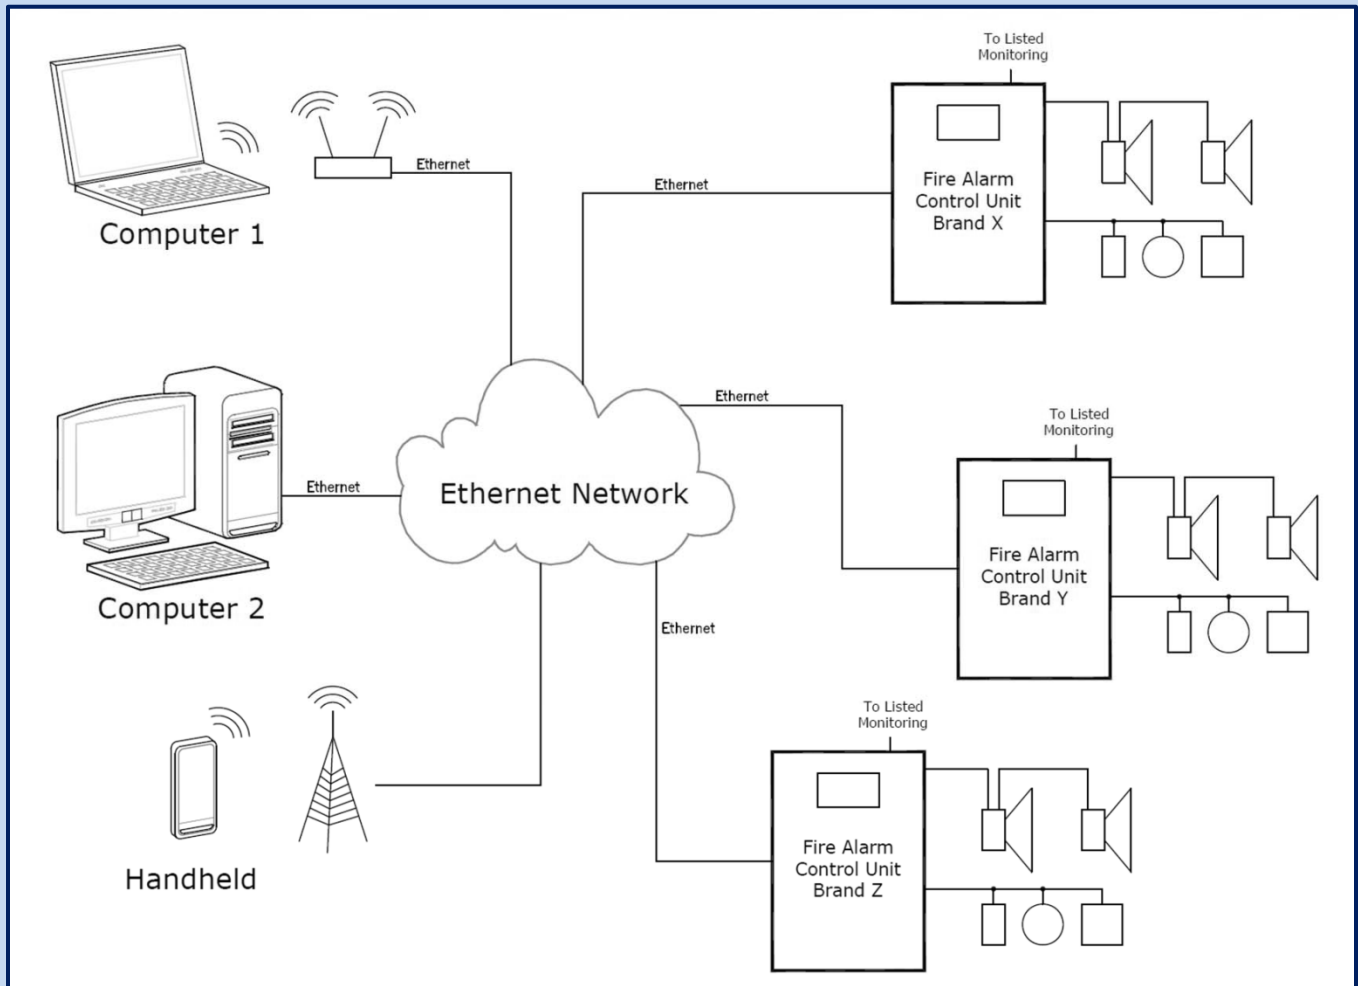 To Listed
Monitoring
Ethernet
Ethernet
Fire Alarm
Control Unit
Brand X
Computer 1
Ethernet
To Listed
Monitoring
Ethernet
Ethernet Network
Fire Alarm
Control Unit
Brand Y
Computer 2
Ethernet
To Listed
Monitoring
Fire Alarm
Control Unit
Brand Z
Handheld